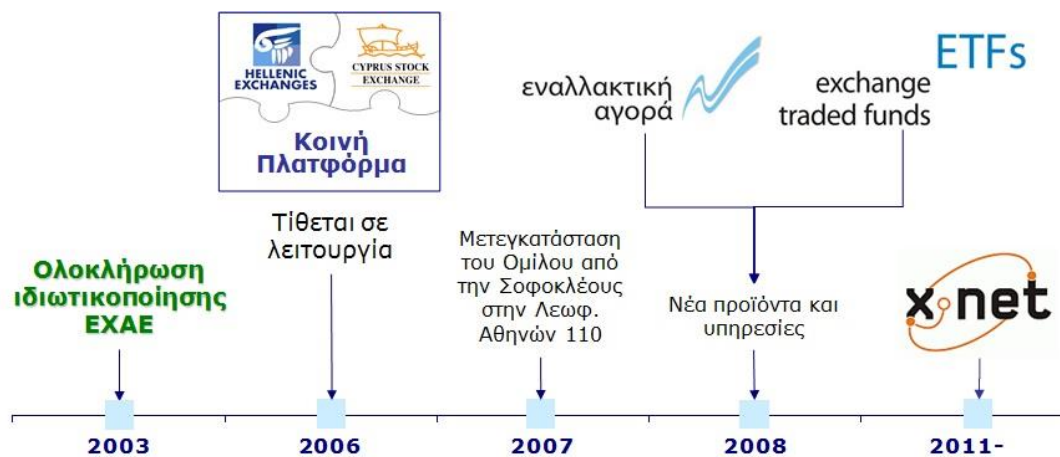 HELLENIC
EXCHANGES
CYPRUS STOCK
EXCHANGE
Κοινή
Πλατφόρμα
εναλλακτική
αγορά
ETFs
exchange
traded funds
Ολοκλήρωση
ιδιωτικοποίησης
ΕΧΑΕ
Τίθεται σε
λειτουργία
Μετεγκατάσταση
του Ομίλου από
την Σοφοκλέους
στην Λεωφ.
Αθηνών 110
Νέα προϊόντα και
υπηρεσίες
x net
2003
2006
2007
2008
2011-